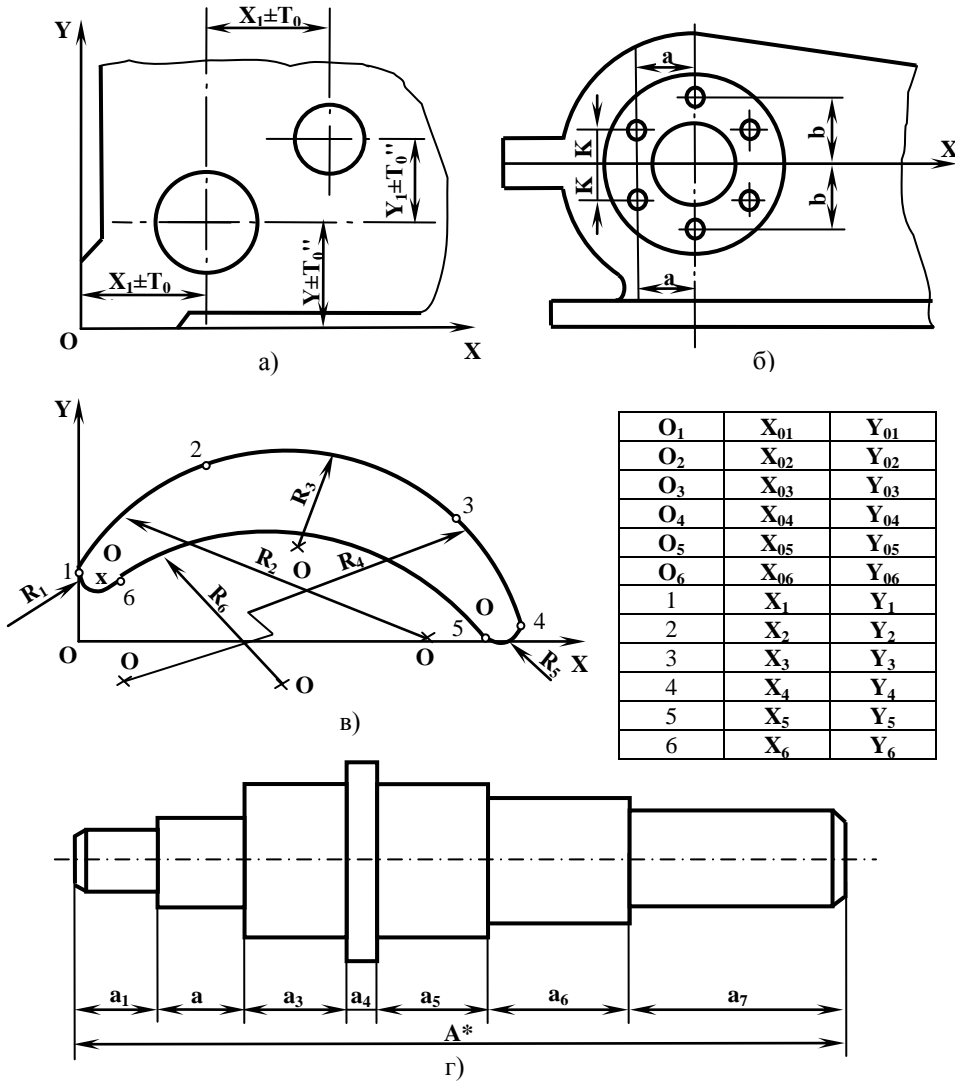 X₁±T₀
Y
Y₁±T₀''
X₁±T₀
Y±T₀''
O
X
а)
a
b
K
K
X
b
a
б)
Y
2
R₃
3
O
1
x
6
R₁
R₂
O
R₄
R₆
O
5
4
O
O
O
X
R₅
O
в)
O₁ X₀₁ Y₀₁
O₂ X₀₂ Y₀₂
O₃ X₀₃ Y₀₃
O₄ X₀₄ Y₀₄
O₅ X₀₅ Y₀₅
O₆ X₀₆ Y₀₆
1 X₁ Y₁
2 X₂ Y₂
3 X₃ Y₃
4 X₄ Y₄
5 X₅ Y₅
6 X₆ Y₆
a₁ a a₃ a₄ a₅ a₆ a₇
A*
г)